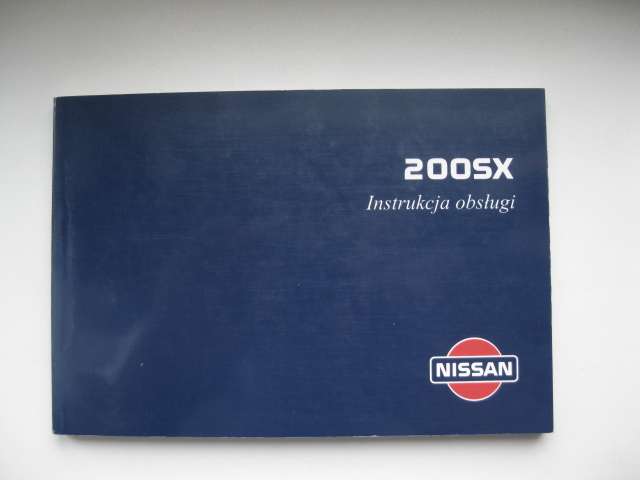 200SX
Instrukcja obsługi
NISSAN